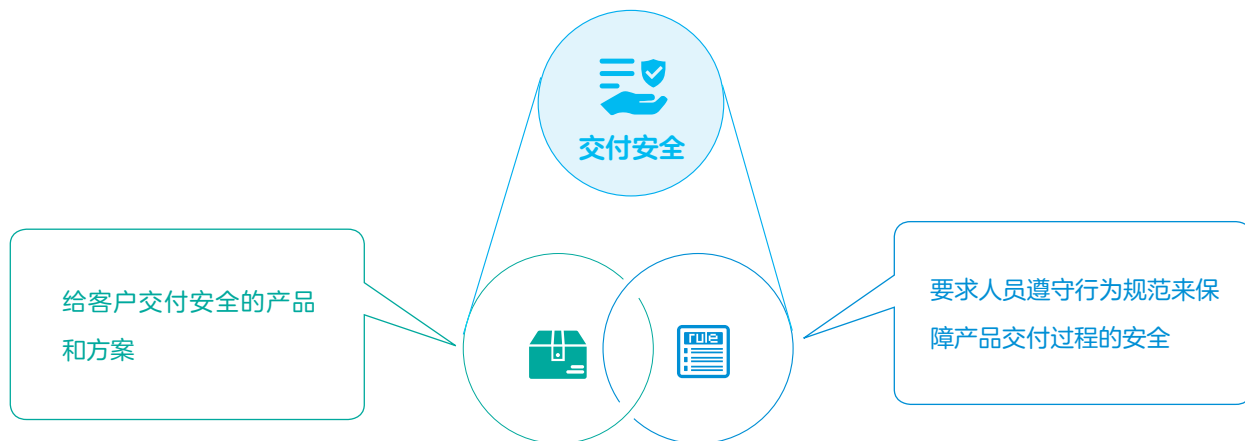 交付安全
给客户交付安全的产品
和方案
要求人员遵守行为规范来保
障产品交付过程的安全
rule